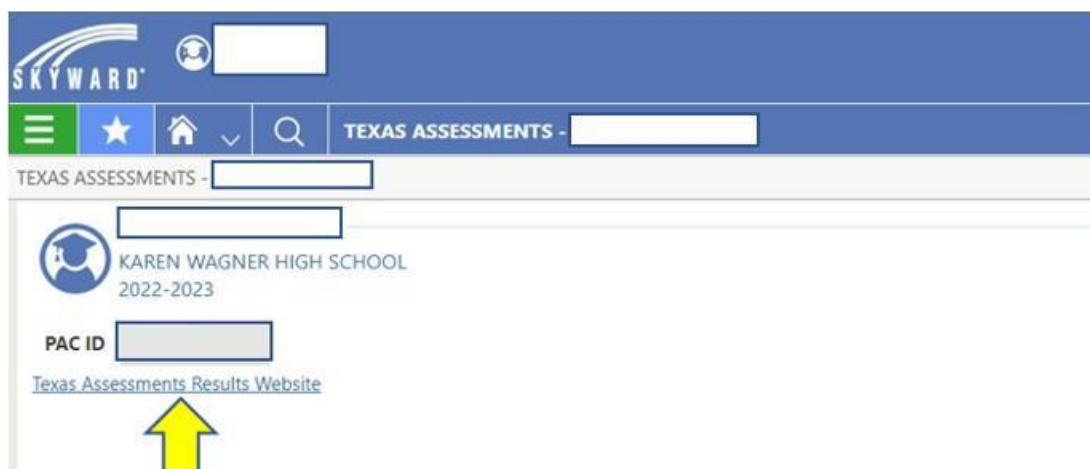 SKYWARD
TEXAS ASSESSMENTS -
TEXAS ASSESSMENTS -
KAREN WAGNER HIGH SCHOOL
2022-2023
PAC ID
Texas Assessments Results Website